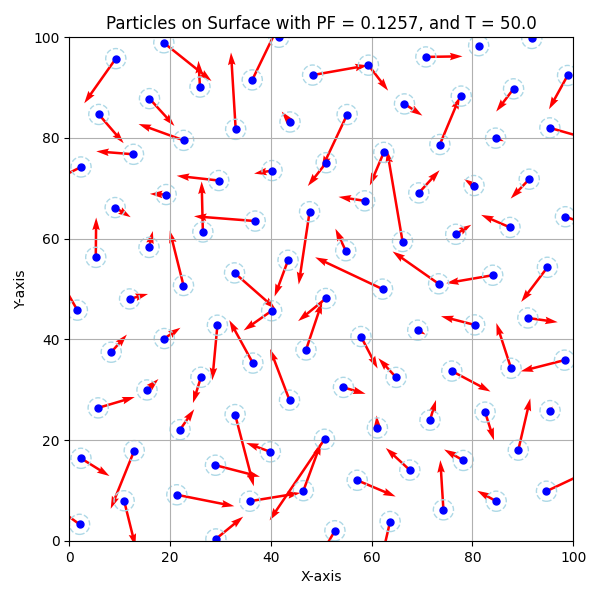 Particles on Surface with PF = 0.1257, and T = 50.0
100
80
60
40
20
0
Y-axis
0 20 40 60 80 100
X-axis